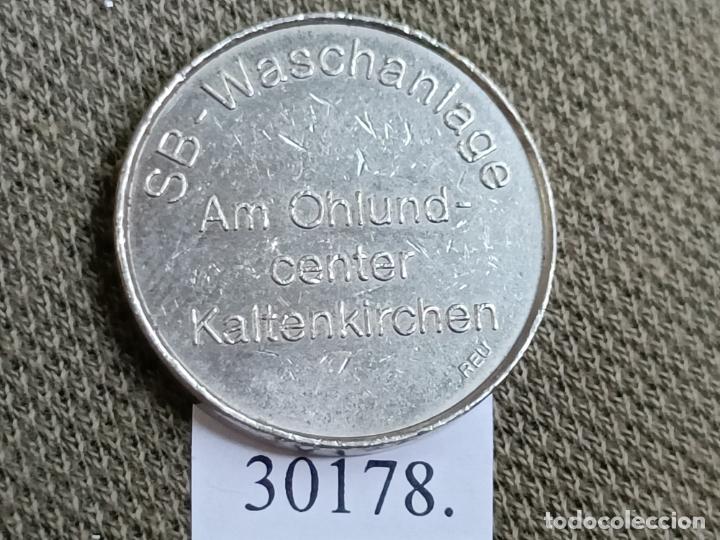 SB-Waschanlage
Am Ohlund-
center
Kaltenkirchen
REU
30178.
todocoleccion